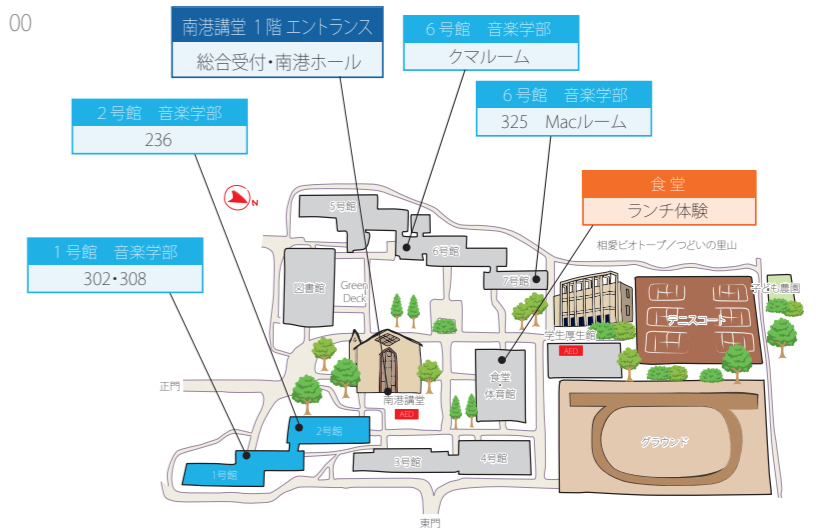 00
南港講堂 1階 エントランス
総合受付・南港ホール
6号館 音楽学部
クマルーム
6号館 音楽学部
325 Macルーム
2号館 音楽学部
236
食堂
ランチ体験
1号館 音楽学部
302・308
N
5号館
6号館
7号館
相愛ビオトープ／つどいの里山
図書館
Green
Deck
子ども農園
テニスコート
学生厚生館
AED
正門
南港講堂
AED
食堂
・
体育館
2号館
1号館
3号館
4号館
グラウンド
東門